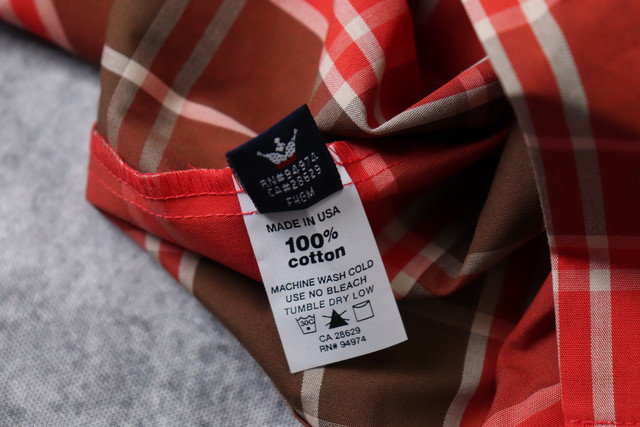 RN#94974
CA#28629
FHGM
MADE IN USA
100%
cotton
MACHINE WASH COLD
USE NO BLEACH
TUMBLE DRY LOW
30C
CA 28629
RN# 94974